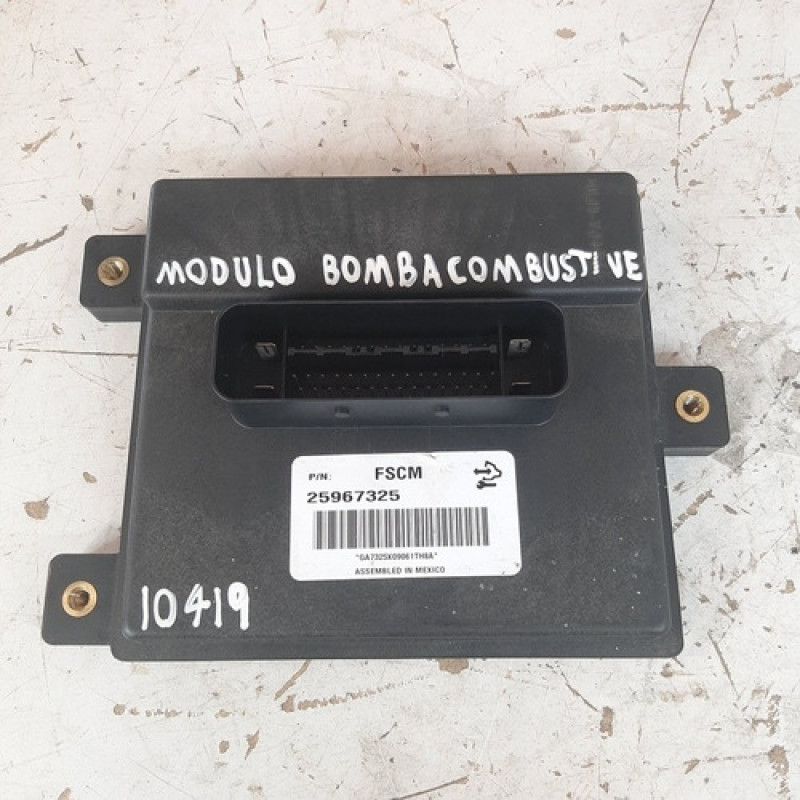 MODULO BOMBACOMBUSTIVE
P/N: FSCM
25967325
"GA7325X09061TH8A"
ASSEMBLED IN MEXICO
10419